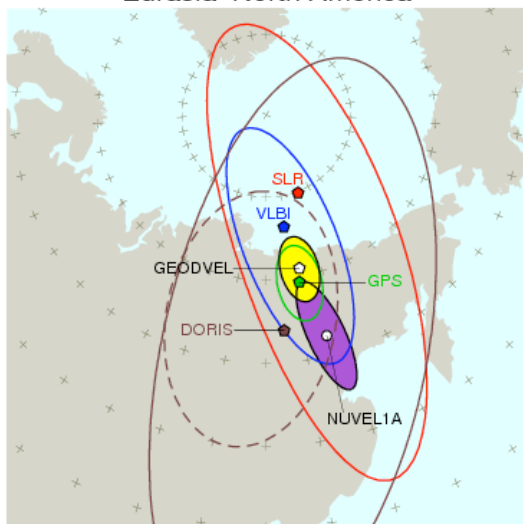 Eurasia-North America
SLR
VLBI
GEODVEL
GPS
DORIS
NUVEL1A